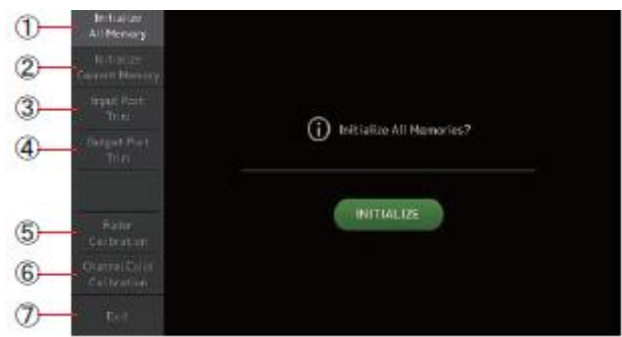 ① Initialize
All Memory
② Initialize
Current Memory
③ Input Port
Trim
④ Output Port
Trim
Initialize All Memories?
INITIALIZE
⑤ Fader
Calibration
⑥ Channel Color
Calibration
⑦ Exit